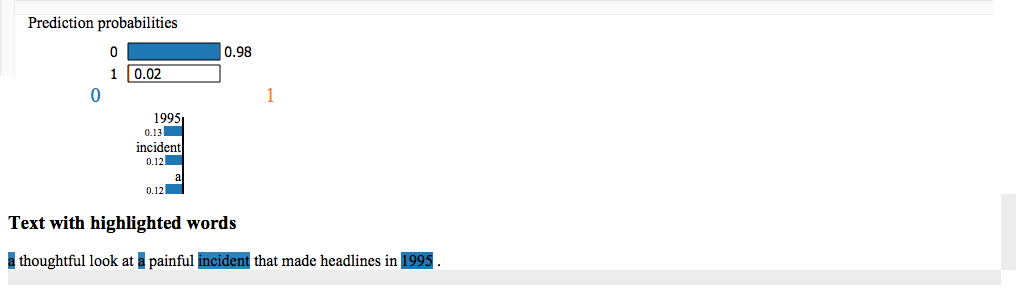 Prediction probabilities
0 0.98
1 0.02
0 1
1995
0.13
incident
0.12
a
0.12
Text with highlighted words
a thoughtful look at a painful incident that made headlines in 1995 .